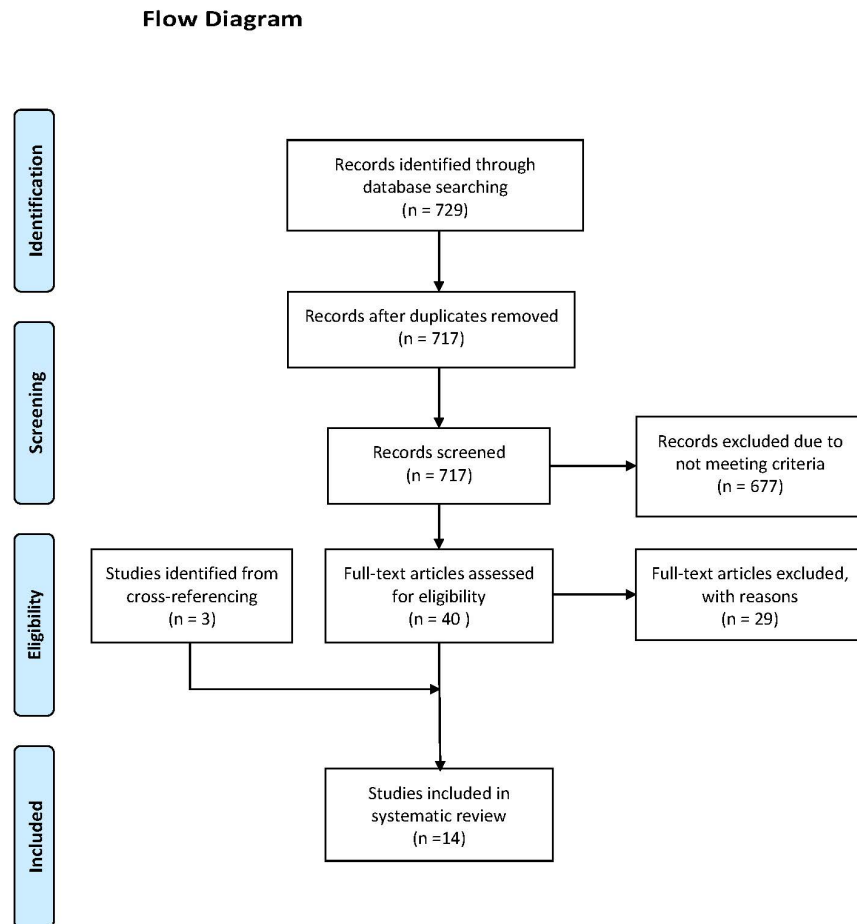 Flow Diagram
Identification
Records identified through
database searching
(n = 729)
Records after duplicates removed
(n = 717)
Screening
Records screened
(n = 717)
Records excluded due to
not meeting criteria
(n = 677)
Eligibility
Studies identified from
cross-referencing
(n = 3)
Full-text articles assessed
for eligibility
(n = 40 )
Full-text articles excluded,
with reasons
(n = 29)
Included
Studies included in
systematic review
(n =14)